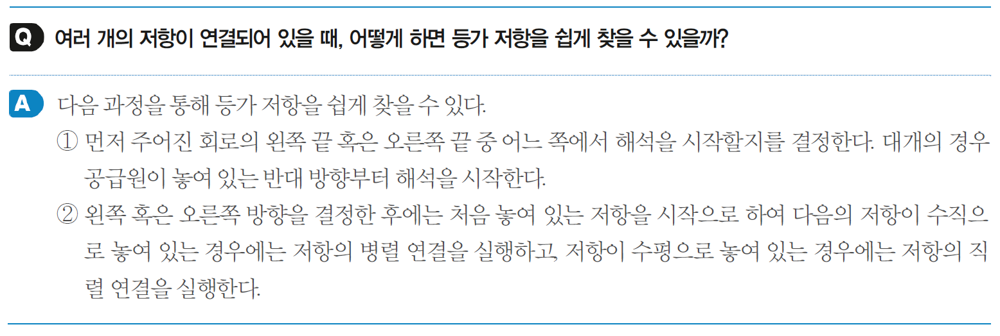 Q 여러 개의 저항이 연결되어 있을 때, 어떻게 하면 등가 저항을 쉽게 찾을 수 있을까?
A 다음 과정을 통해 등가 저항을 쉽게 찾을 수 있다.
① 먼저 주어진 회로의 왼쪽 끝 혹은 오른쪽 끝 중 어느 쪽에서 해석을 시작할지를 결정한다. 대개의 경우
공급원이 놓여 있는 반대 방향부터 해석을 시작한다.
② 왼쪽 혹은 오른쪽 방향을 결정한 후에는 처음 놓여 있는 저항을 시작으로 하여 다음의 저항이 수직으
로 놓여 있는 경우에는 저항의 병렬 연결을 실행하고, 저항이 수평으로 놓여 있는 경우에는 저항의 직
렬 연결을 실행한다.